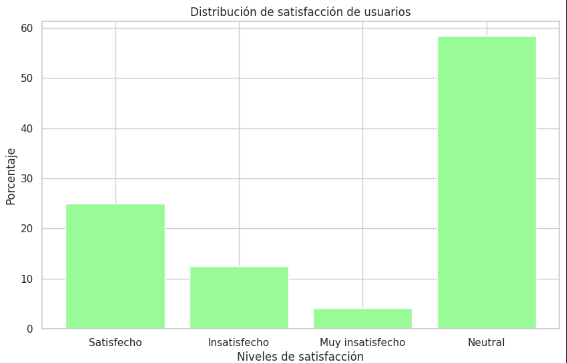 Distribución de satisfacción de usuarios
60
50
40
30
20
10
0
Porcentaje
Satisfecho Insatisfecho Muy insatisfecho Neutral
Niveles de satisfacción